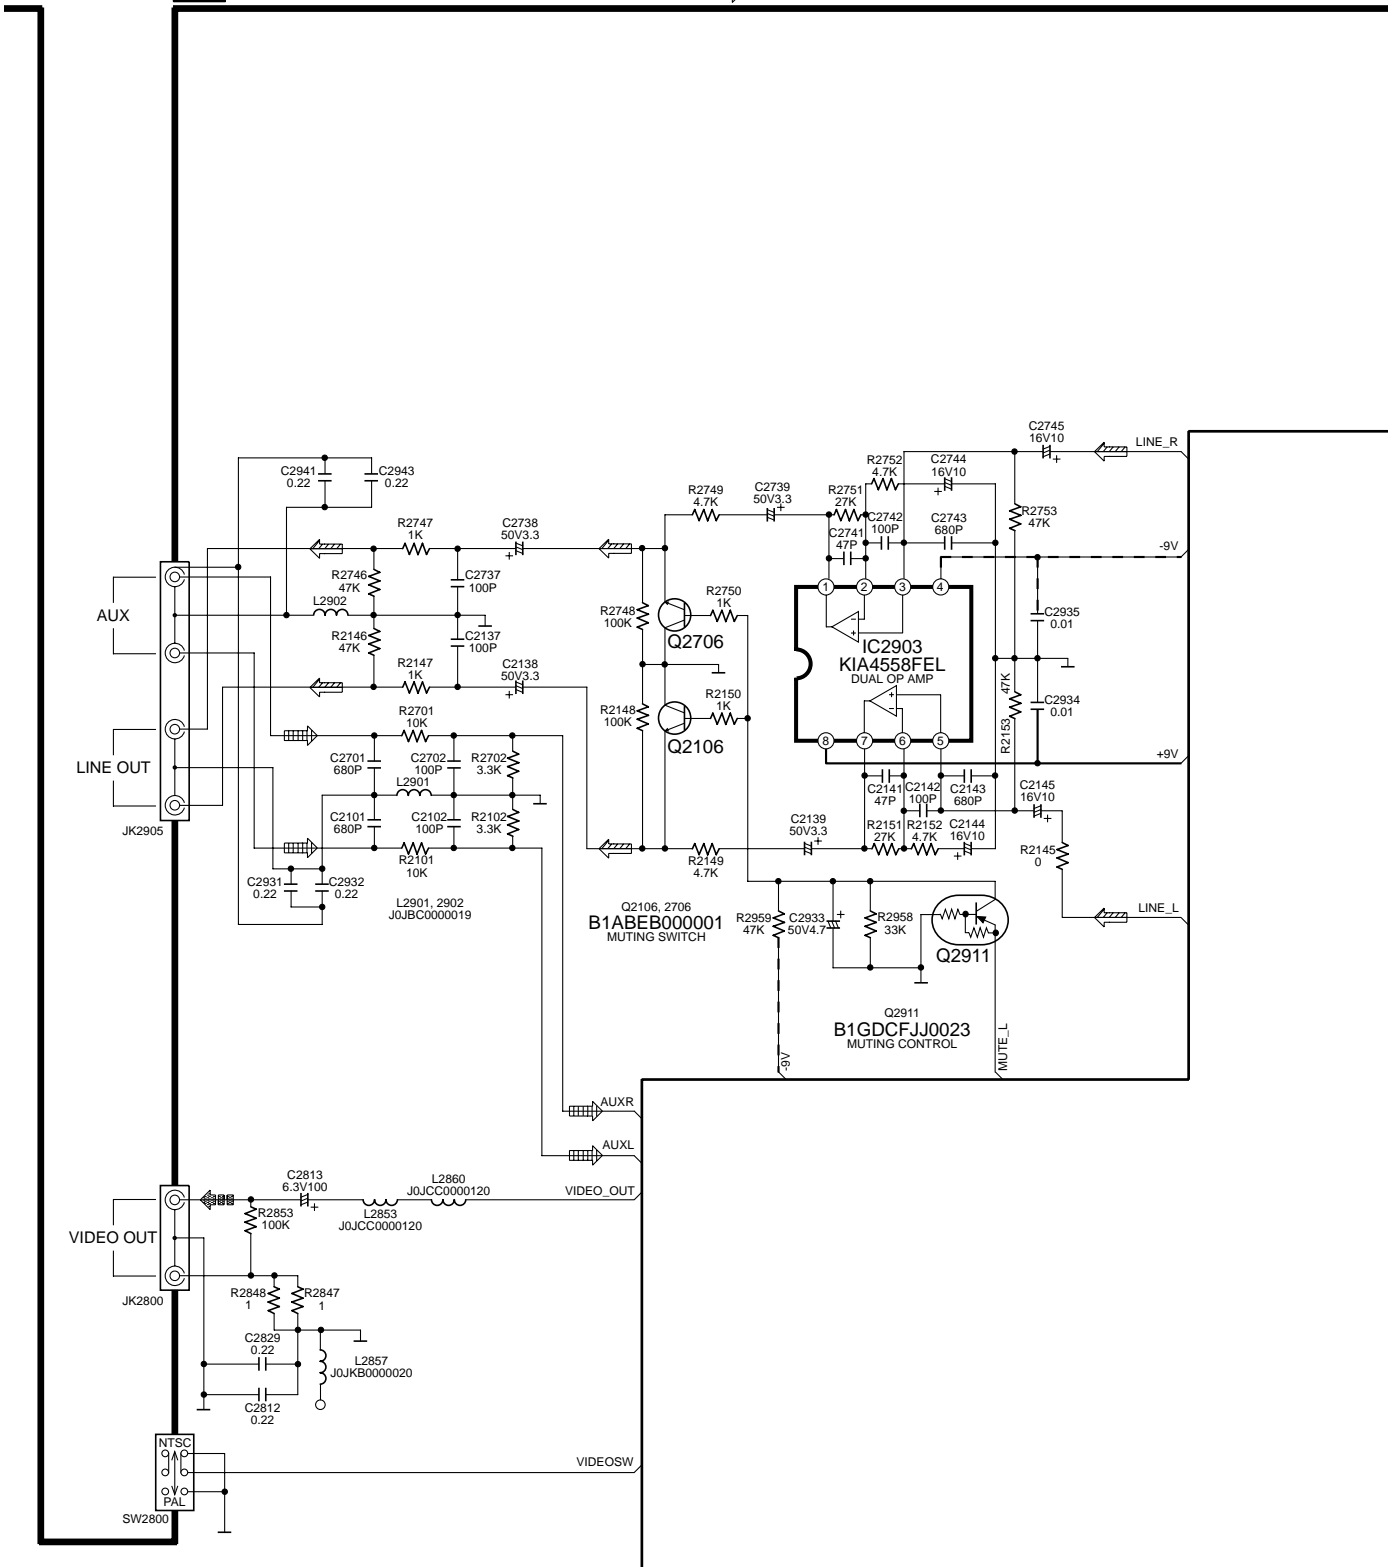 C2745
16V10
LINE_R
R2752
4.7K
C2744
16V10
C2941
0.22
C2943
0.22
R2749
4.7K
C2739
50V3.3
+
R2751
27K
R2753
47K
R2747
1K
C2738
50V3.3
+
C2742
100P
C2743
680P
C2741
47P
-9V
R2746
47K
C2737
100P
1
2
3
4
AUX
L2902
R2748
100K
R2750
1K
C2935
0.01
Q2706
R2146
47K
C2137
100P
IC2903
KIA4558FEL
DUAL OP AMP
R2147
1K
C2138
50V3.3
+
47K
R2153
R2150
1K
C2934
0.01
R2701
10K
R2148
100K
Q2106
8
7
6
5
LINE OUT
C2701
680P
C2702
100P
R2702
3.3K
+9V
L2901
C2141
47P
C2142
100P
C2143
680P
C2145
16V10
+
JK2905
C2101
680P
C2102
100P
R2102
3.3K
C2139
50V3.3
+
R2151
27K
R2152
4.7K
C2144
16V10
+
R2145
0
R2101
10K
R2149
4.7K
C2931
0.22
C2932
0.22
L2901, 2902
J0JBC0000019
Q2106, 2706
B1ABEB000001
MUTING SWITCH
R2959
47K
C2933
50V4.7
+
R2958
33K
LINE_L
Q2911
Q2911
B1GDCFJJ0023
MUTING CONTROL
-9V
MUTE_L
AUXR
AUXL
C2813
6.3V100
+
L2860
J0JCC0000120
VIDEO_OUT
R2853
100K
L2853
J0JCC0000120
VIDEO OUT
JK2800
R2848
1
R2847
1
C2829
0.22
L2857
J0JKB0000020
C2812
0.22
NTSC
VIDEOSW
PAL
SW2800